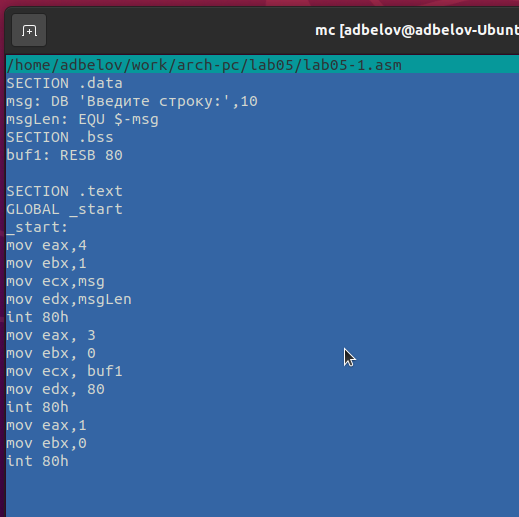 mc [adbelov@adbelov-Ubunt
/home/adbelov/work/arch-pc/lab05/lab05-1.asm
SECTION .data
msg: DB 'Введите строку:',10
msgLen: EQU $-msg
SECTION .bss
buf1: RESB 80
SECTION .text
GLOBAL _start
_start:
mov eax,4
mov ebx,1
mov ecx,msg
mov edx,msgLen
int 80h
mov eax, 3
mov ebx, 0
mov ecx, buf1
mov edx, 80
int 80h
mov eax,1
mov ebx,0
int 80h